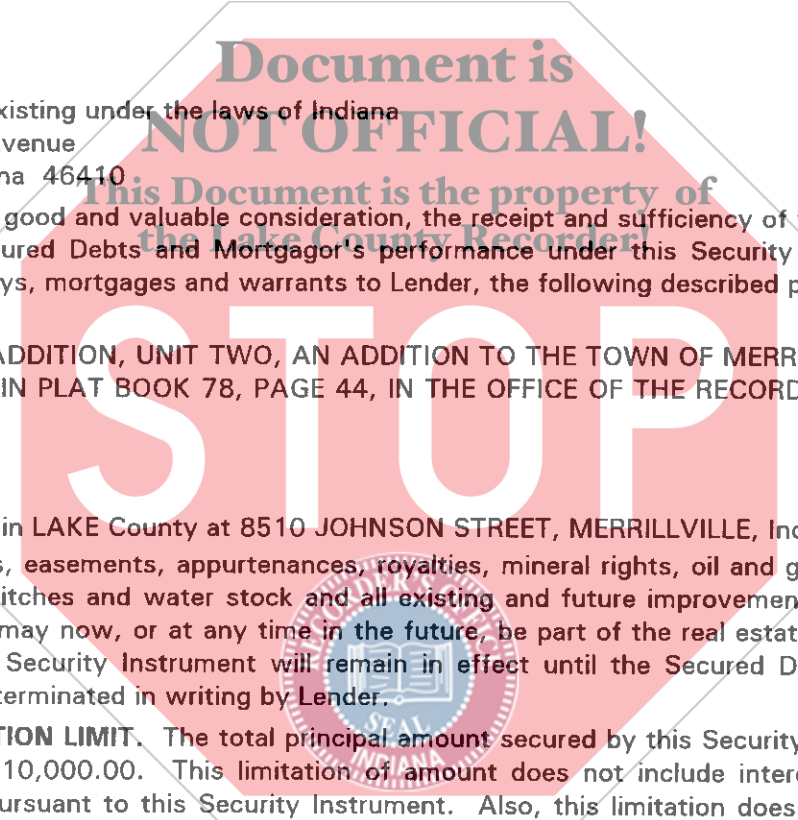 Document is
xisting under the laws of Indiana
NOT OFFICIAL!
venue
na 46410
This Document is the property of
good and valuable consideration, the receipt and sufficiency of
the Lake County Recorder!
ured Debts and Mortgagor's performance under this Security
ys, mortgages and warrants to Lender, the following described p
STOP
ADDITION, UNIT TWO, AN ADDITION TO THE TOWN OF MERR
IN PLAT BOOK 78, PAGE 44, IN THE OFFICE OF THE RECORD
in LAKE County at 8510 JOHNSON STREET, MERRILLVILLE, Ind
s, easements, appurtenances, royalties, mineral rights, oil and g
itches and water stock and all existing and future improvemen
may now, or at any time in the future, be part of the real estat
Security Instrument will remain in effect until the Secured D
terminated in writing by Lender.
SEAL
INDIANA
TION LIMIT. The total principal amount secured by this Security
10,000.00. This limitation of amount does not include intere
ursuant to this Security Instrument. Also, this limitation does